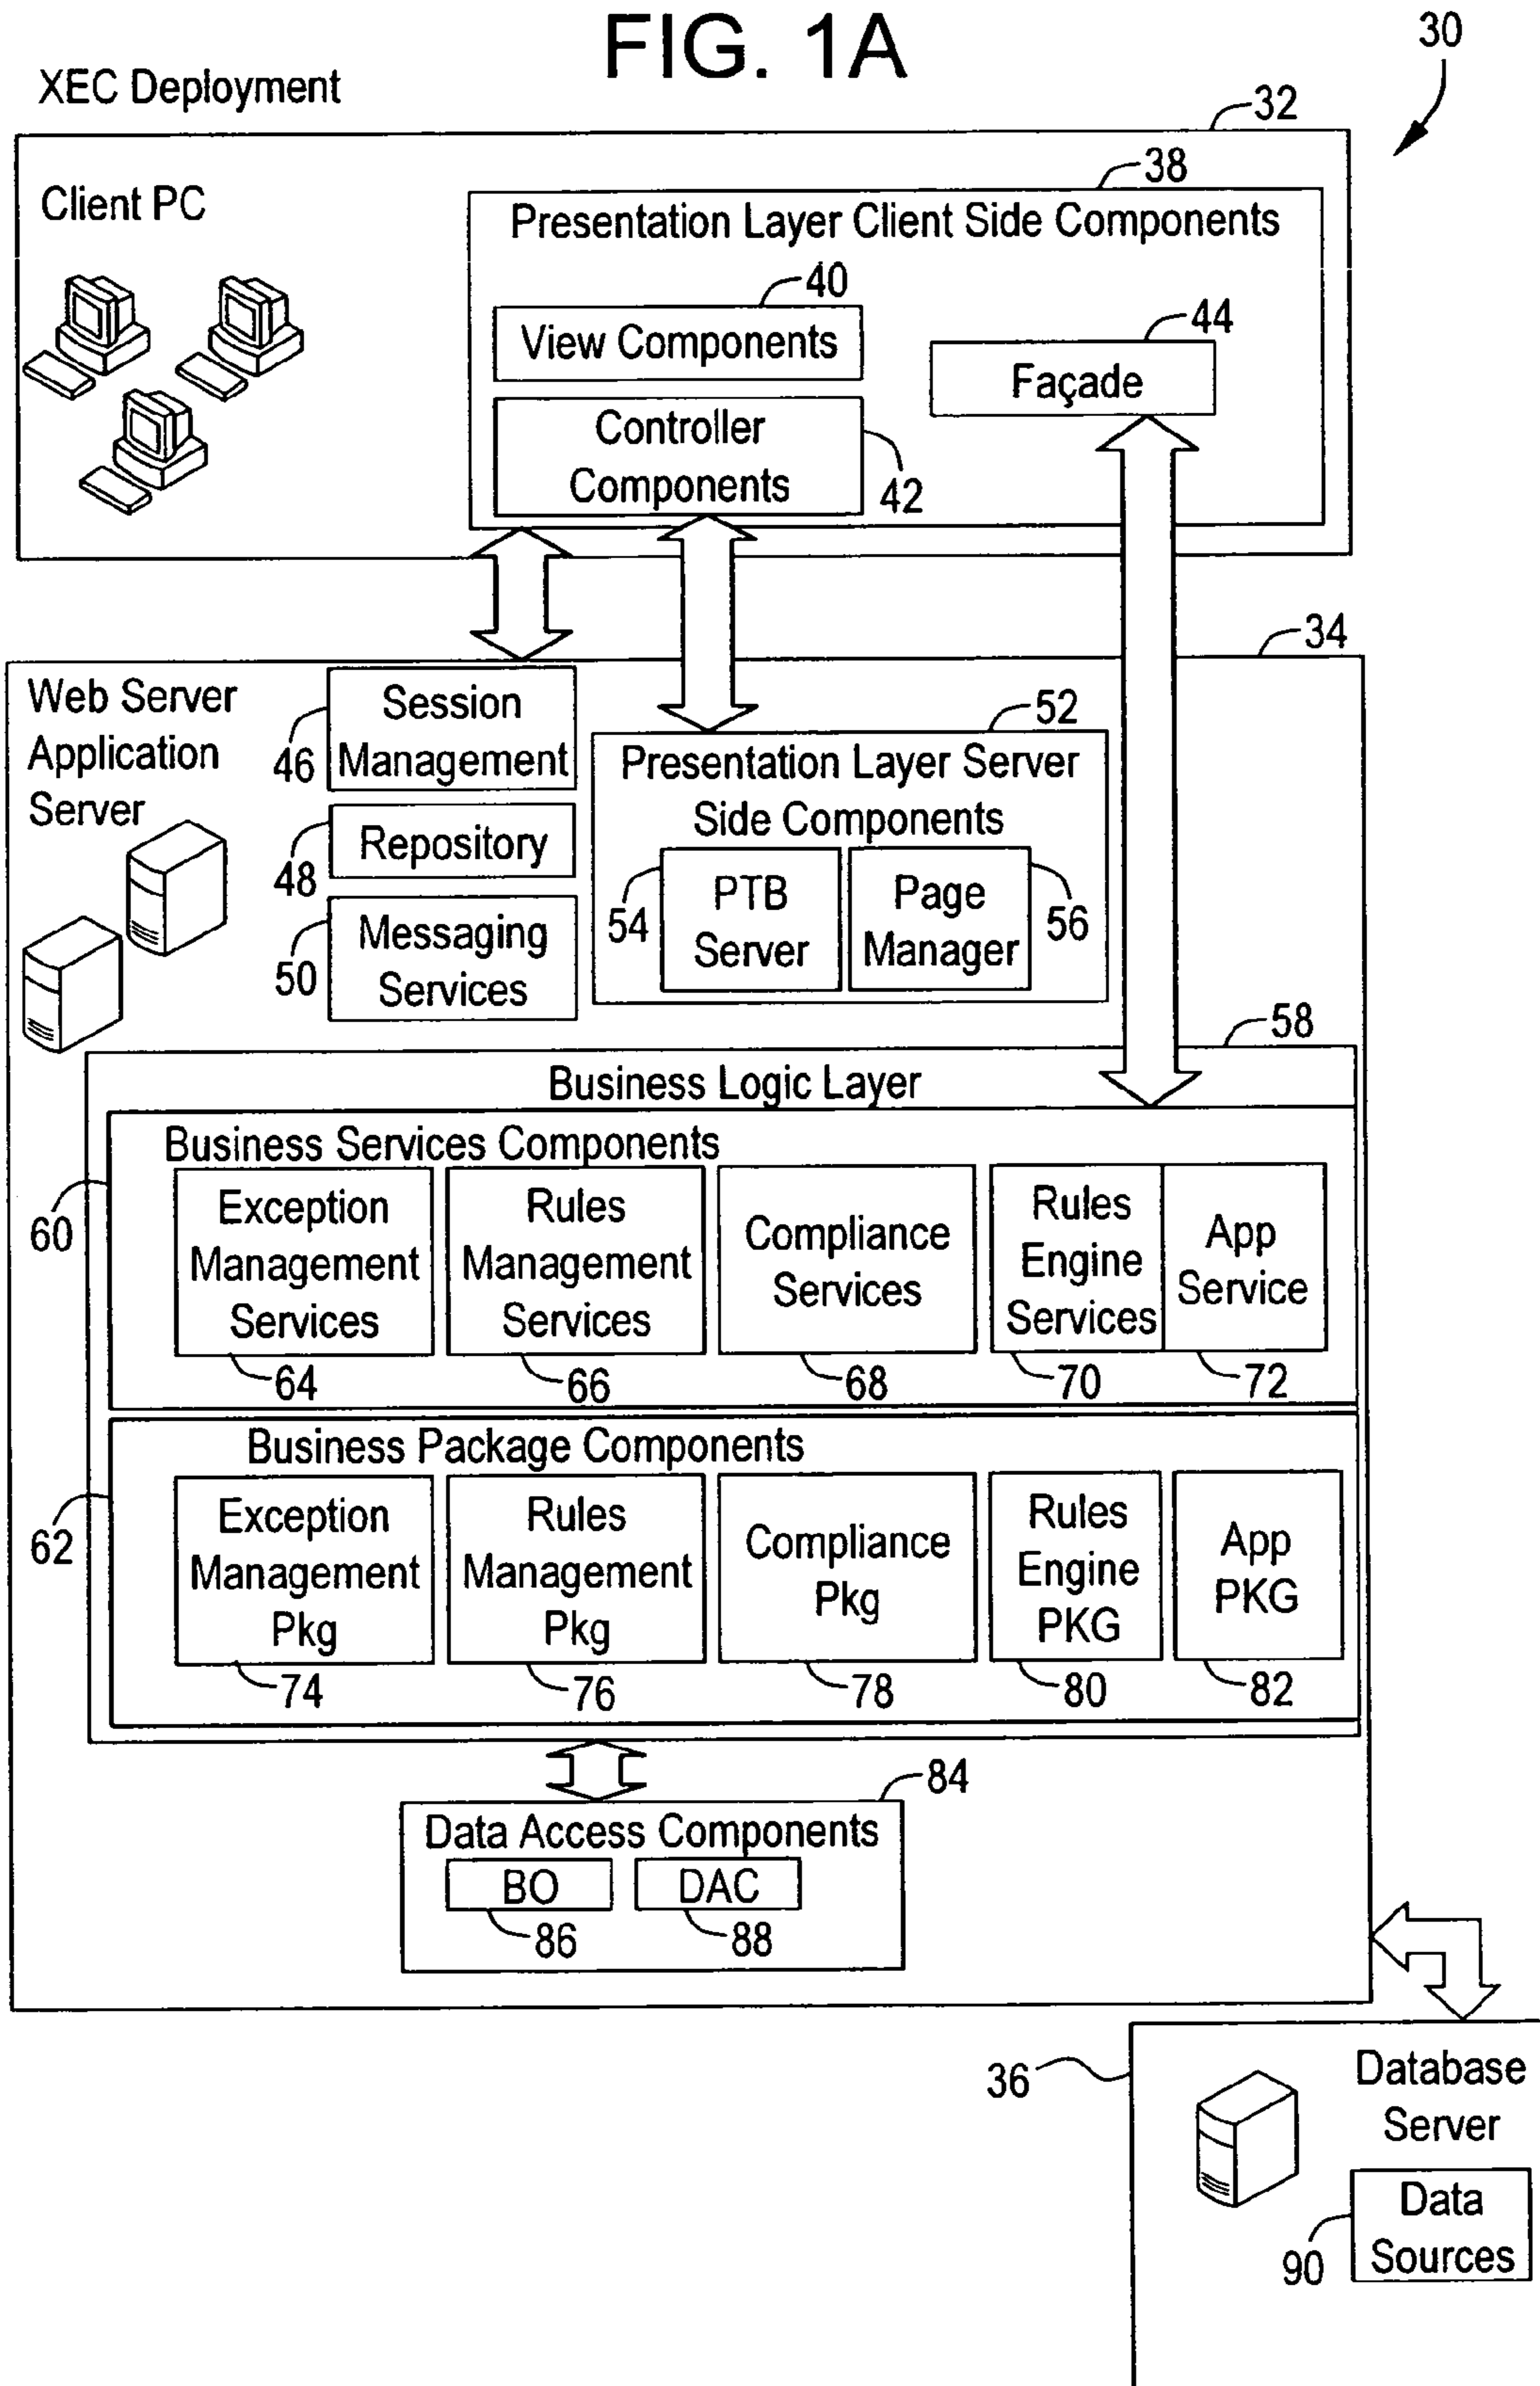 FIG. 1A
30
XEC Deployment
32
Client PC
38
Presentation Layer Client Side Components
40
View Components
44
Façade
Controller
Components
42
34
Web Server
Application
Server
Session
Management
46
Repository
48
Messaging
Services
50
52
Presentation Layer Server
Side Components
54
PTB
Server
Page
Manager
56
58
Business Logic Layer
Business Services Components
60
Exception
Management
Services
64
Rules
Management
Services
66
Compliance
Services
68
Rules
Engine
Services
70
App
Service
72
Business Package Components
62
Exception
Management
Pkg
74
Rules
Management
Pkg
76
Compliance
Pkg
78
Rules
Engine
PKG
80
App
PKG
82
84
Data Access Components
BO
86
DAC
88
36
Database
Server
Data
Sources
90